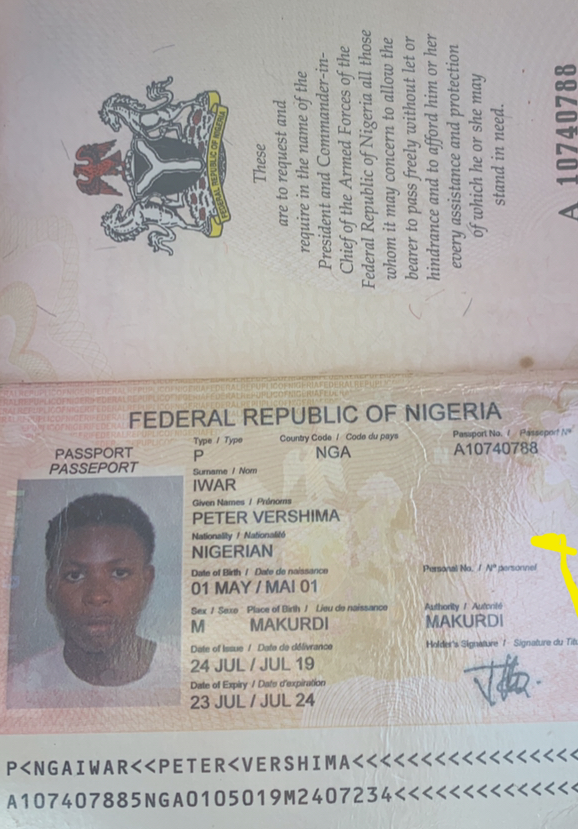 FEDERAL REPUBLIC OF NIGERIA
These
are to request and
require in the name of the
President and Commander-in-
Chief of the Armed Forces of the
Federal Republic of Nigeria all those
whom it may concern to allow the
bearer to pass freely without let or
hindrance and to afford him or her
every assistance and protection
of which he or she may
stand in need.
A 10740788
FEDERAL REPUBLIC OF NIGERIA
PASSPORT
PASSEPORT
Type / Type
Country Code / Code du pays
Passport No. / Passeport Nº
P
NGA
A10740788
Surname / Nom
IWAR
Given Names / Prénoms
PETER VERSHIMA
Nationality / Nationalité
NIGERIAN
Date of Birth / Date de naissance
Personal No. / Nº personnel
01 MAY / MAI 01
Sex / Sexe Place of Birth / Lieu de naissance
Authority / Autorité
M MAKURDI
MAKURDI
Date of Issue / Date de délivrance
Holder's Signature / Signature du
24 JUL / JUL 19
Date of Expiry / Date d'expiration
23 JUL / JUL 24
P<NGAIWAR<<PETER<VERSHIMA<<<<<<<<<<<<<<<<<
A107407885NGA0105019M2407234<<<<<<<<<<<<<<